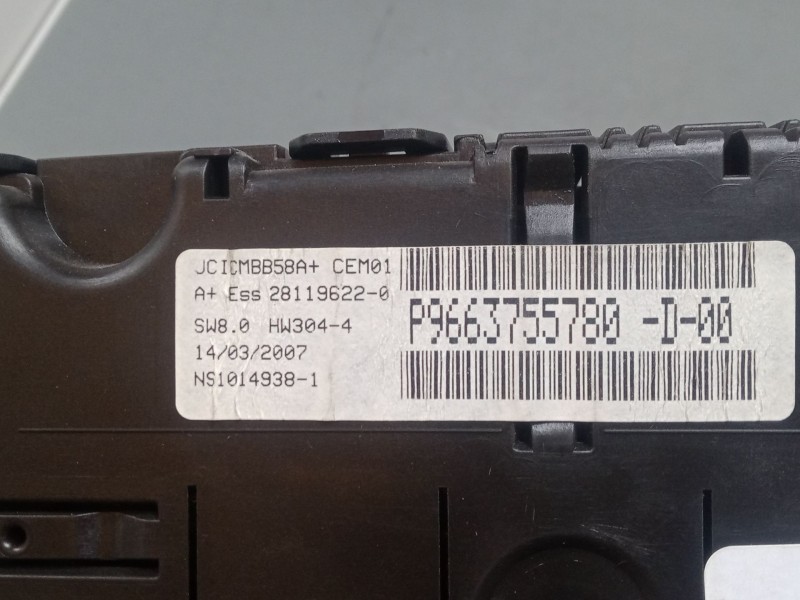 JCICMBB58A+ CEM01
A+ Ess 28119622-0
SW8.0 HW304-4
14/03/2007
NS1014938-1
P9663755780 -D-00